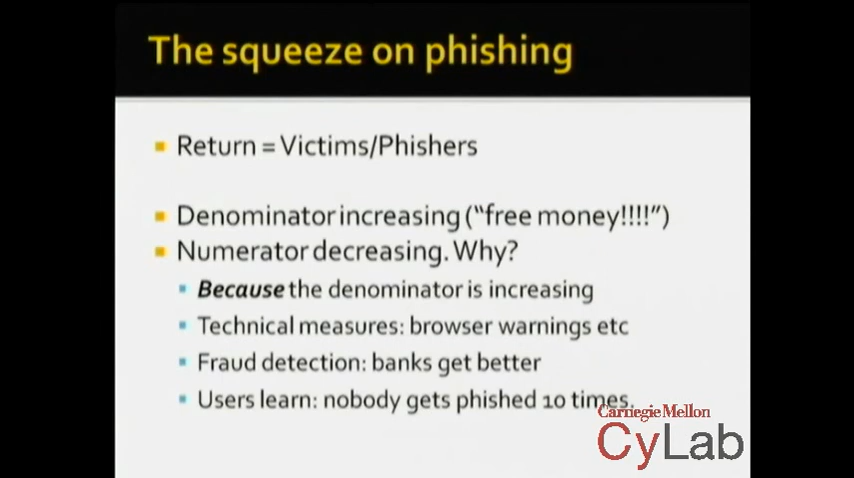 The squeeze on phishing
Return = Victims/Phishers
Denominator increasing ("free money!!!!")
Numerator decreasing. Why?
Because the denominator is increasing
Technical measures: browser warnings etc
Fraud detection: banks get better
Users learn: nobody gets phished 10 times.
Carnegie Mellon
CyLab